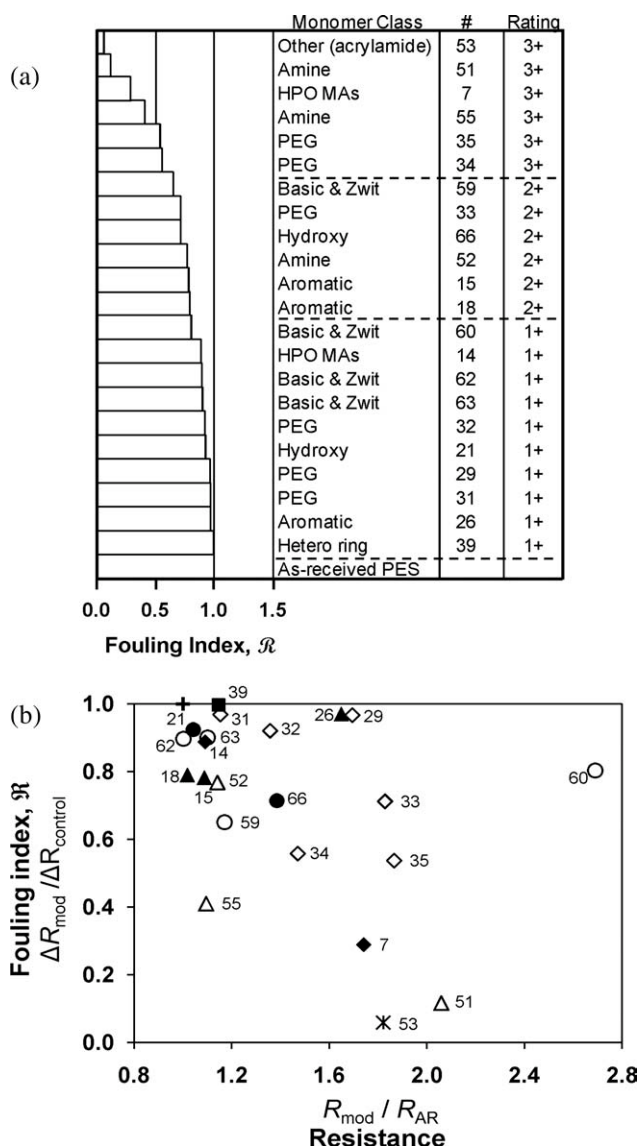 (a)
Monomer Class # Rating
Other (acrylamide) 53 3+
Amine 51 3+
HPO MAs 7 3+
Amine 55 3+
PEG 35 3+
PEG 34 3+
Basic & Zwit 59 2+
PEG 33 2+
Hydroxy 66 2+
Amine 52 2+
Aromatic 15 2+
Aromatic 18 2+
Basic & Zwit 60 1+
HPO MAs 14 1+
Basic & Zwit 62 1+
Basic & Zwit 63 1+
PEG 32 1+
Hydroxy 21 1+
PEG 29 1+
PEG 31 1+
Aromatic 26 1+
Hetero ring 39 1+
As-received PES
0.0 0.5 1.0 1.5
Fouling Index, ℛ
(b)
Fouling index, ℜ
ΔR_mod /ΔR_control
1.0
0.8
0.6
0.4
0.2
0.0
39
21 31 32 26 29
62 63
14
18 15 52 60
66 33
59
34 35
55
7
51
53
0.8 1.2 1.6 2.0 2.4 2.8
R_mod / R_AR
Resistance